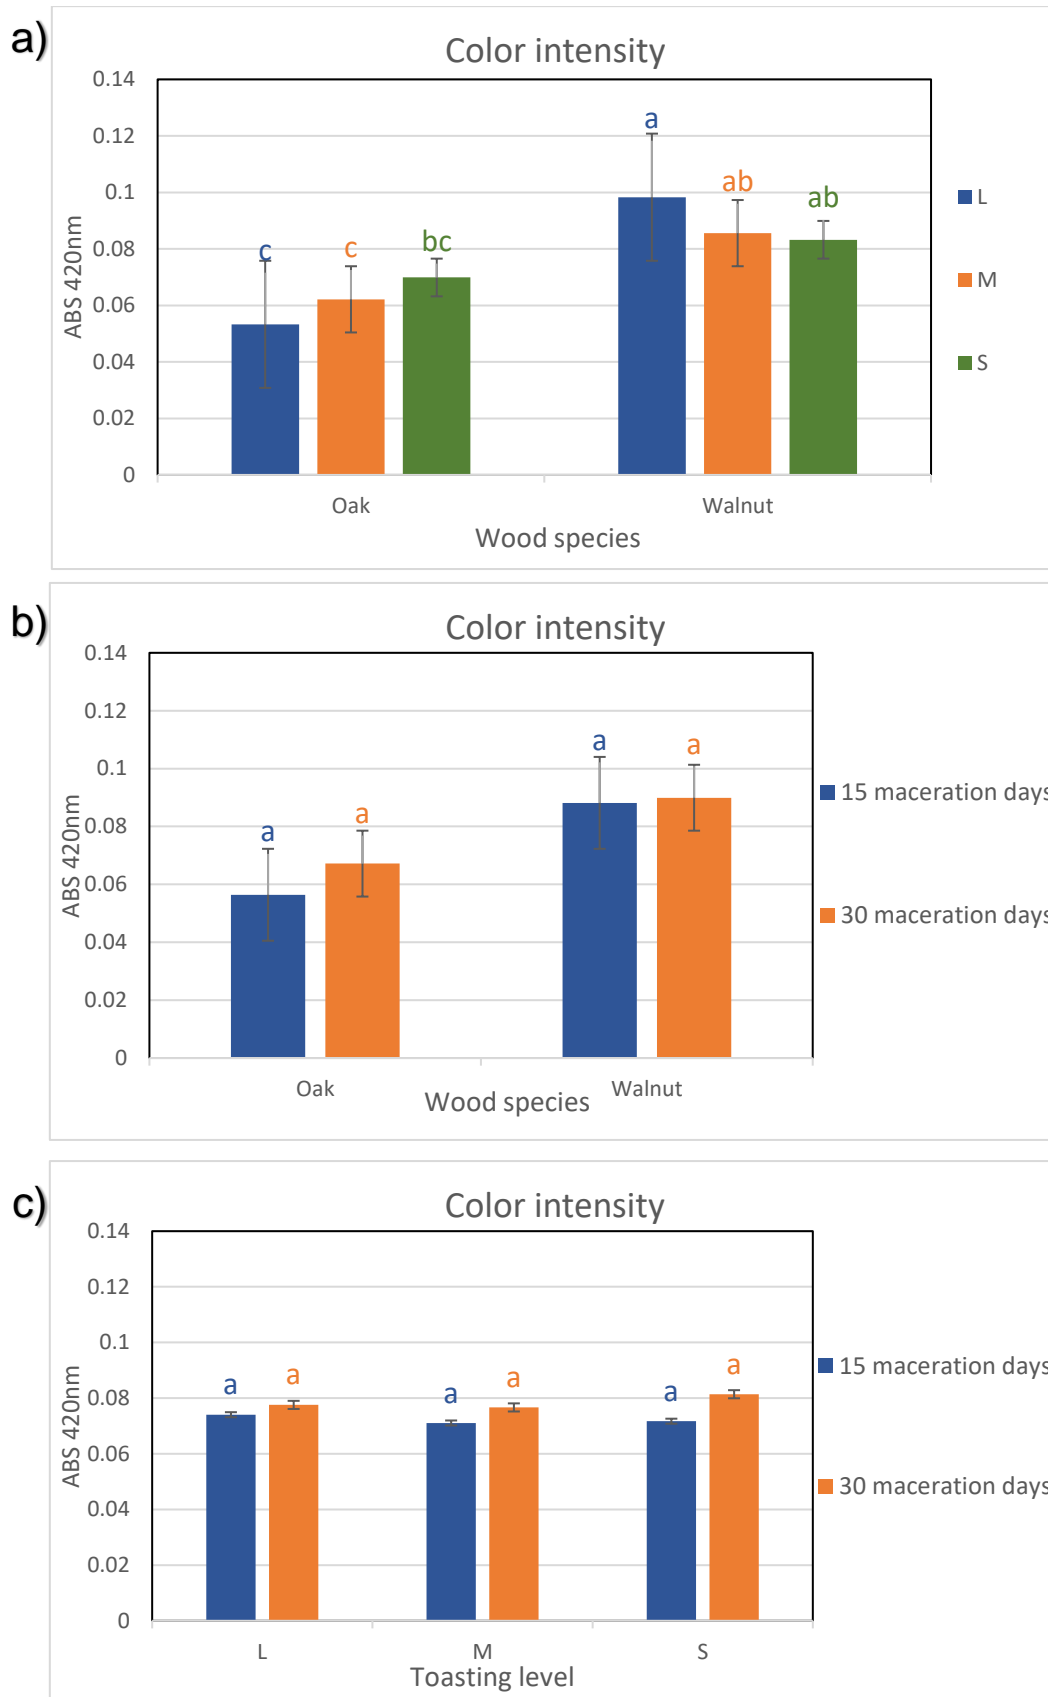 a)
Color intensity
0.14
0.12
0.1
0.08
0.06
0.04
0.02
0
ABS 420nm
c
c
bc
a
ab
ab
L
M
S
Oak
Walnut
Wood species
b)
Color intensity
0.14
0.12
0.1
0.08
0.06
0.04
0.02
0
ABS 420nm
a
a
a
a
15 maceration days
30 maceration days
Oak
Walnut
Wood species
c)
Color intensity
0.14
0.12
0.1
0.08
0.06
0.04
0.02
0
ABS 420nm
a
a
a
a
a
a
15 maceration days
30 maceration days
L
M
S
Toasting level